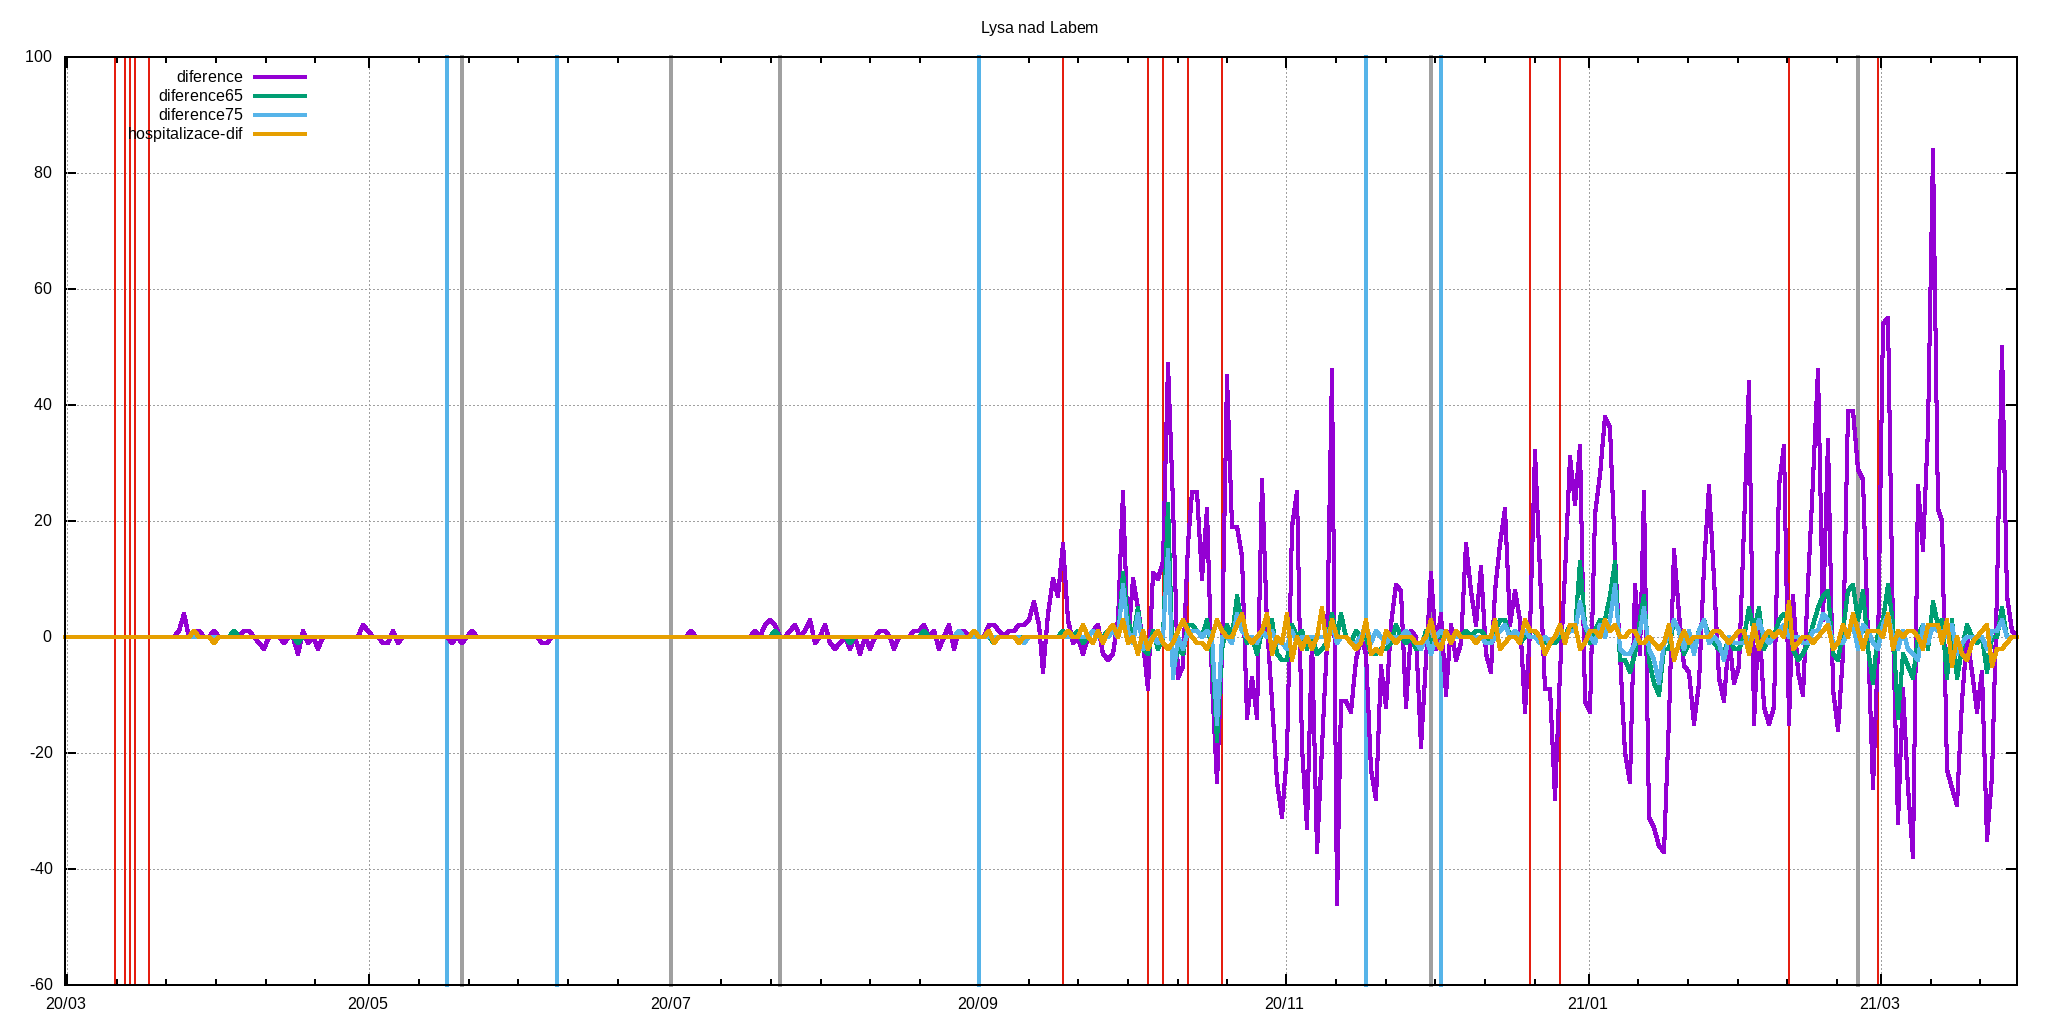 Lysa nad Labem
100
80
60
40
20
0
-20
-40
-60
diference
diference65
diference75
hospitalizace-dif
20/03 20/05 20/07 20/09 20/11 21/01 21/03